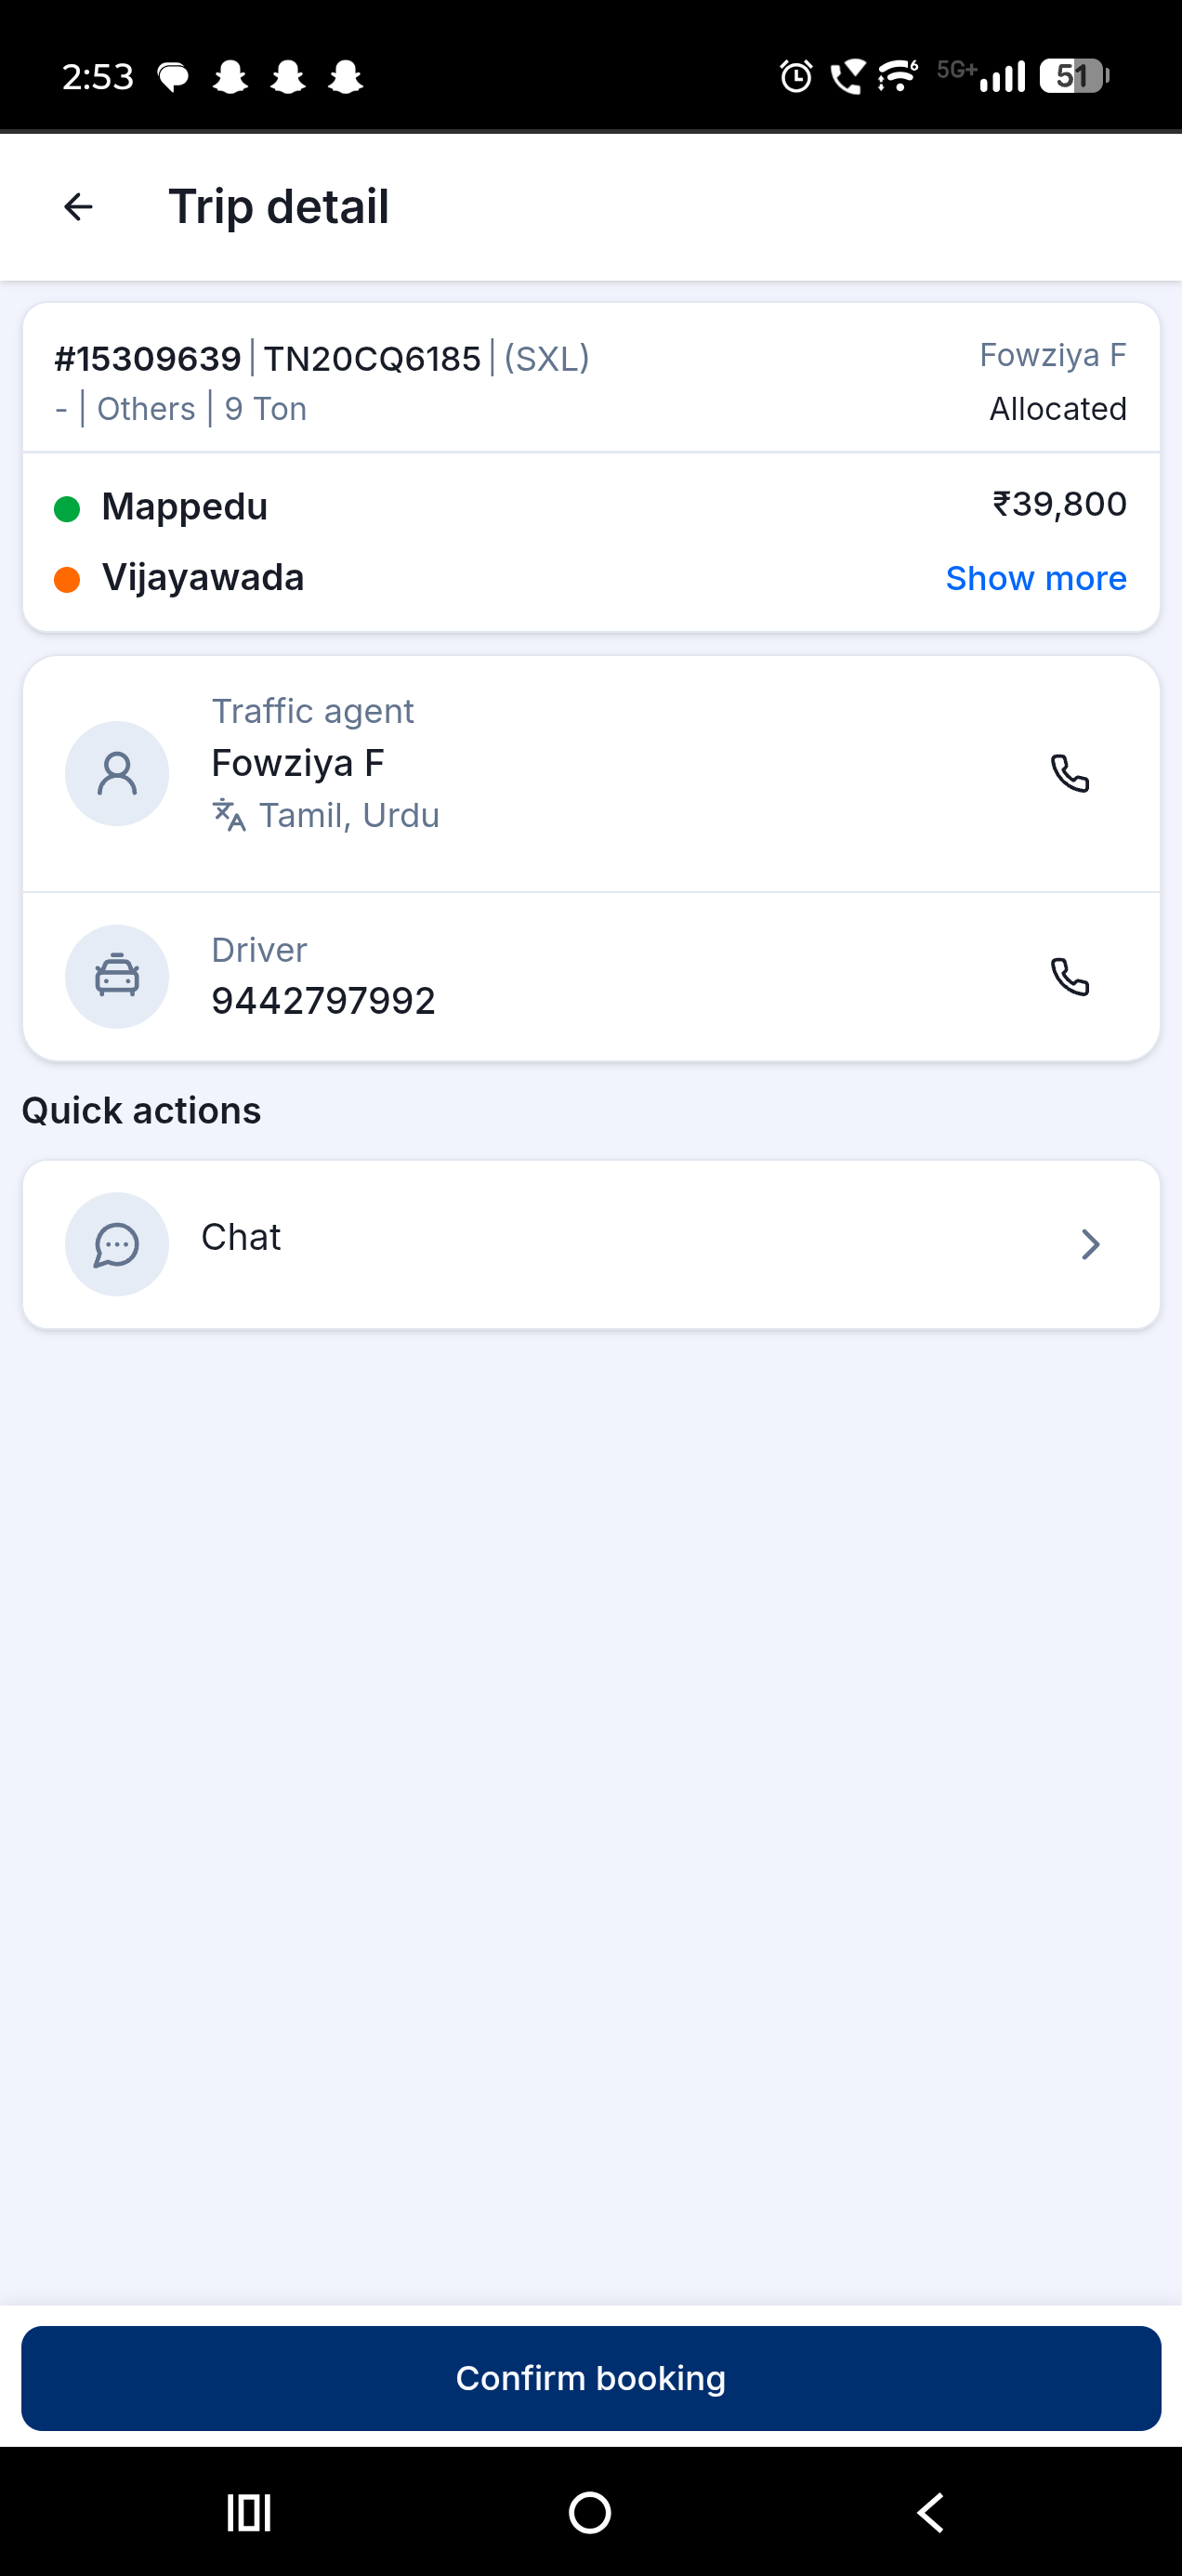 2:53
6 5G+ 51
Trip detail
#15309639 | TN20CQ6185 | (SXL)
Fowziya F
- | Others | 9 Ton
Allocated
Mappedu
₹39,800
Vijayawada
Show more
Traffic agent
Fowziya F
Tamil, Urdu
Driver
9442797992
Quick actions
Chat
Confirm booking